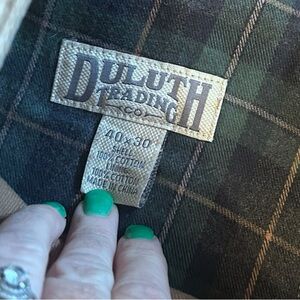 DULUTH
TRADING
CO
40x30
SHELL
100% COTTON
LINING
100% COTTON
MADE IN CHINA